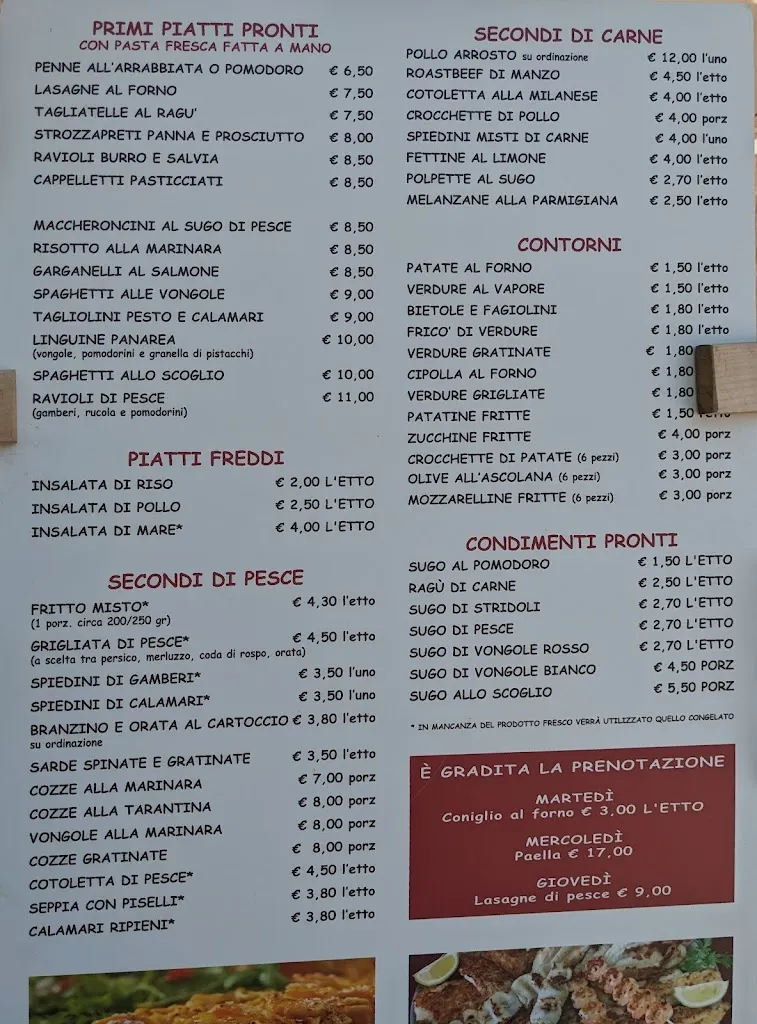 PRIMI PIATTI PRONTI
CON PASTA FRESCA FATTA A MANO
PENNE ALL'ARRABBIATA O POMODORO € 6,50
LASAGNE AL FORNO € 7,50
TAGLIATELLE AL RAGU' € 7,50
STROZZAPRETI PANNA E PROSCIUTTO € 8,00
RAVIOLI BURRO E SALVIA € 8,50
CAPPELLETTI PASTICCIATI € 8,50
MACCHERONCINI AL SUGO DI PESCE € 8,50
RISOTTO ALLA MARINARA € 8,50
GARGANELLI AL SALMONE € 8,50
SPAGHETTI ALLE VONGOLE € 9,00
TAGLIOLINI PESTO E CALAMARI € 9,00
LINGUINE PANAREA € 10,00
(vongole, pomodorini e granella di pistacchi)
SPAGHETTI ALLO SCOGLIO € 10,00
RAVIOLI DI PESCE € 11,00
(gamberi, rucola e pomodorini)
PIATTI FREDDI
INSALATA DI RISO € 2,00 L'ETTO
INSALATA DI POLLO € 2,50 L'ETTO
INSALATA DI MARE* € 4,00 L'ETTO
SECONDI DI PESCE
FRITTO MISTO* € 4,30 l'etto
(1 porz. circa 200/250 gr)
GRIGLIATA DI PESCE* € 4,50 l'etto
(a scelta tra persico, merluzzo, coda di rospo, orata)
SPIEDINI DI GAMBERI* € 3,50 l'uno
SPIEDINI DI CALAMARI* € 3,50 l'uno
BRANZINO E ORATA AL CARTOCCIO € 3,80 l'etto
su ordinazione
SARDE SPINATE E GRATINATE € 3,50 l'etto
COZZE ALLA MARINARA € 7,00 porz
COZZE ALLA TARANTINA € 8,00 porz
VONGOLE ALLA MARINARA € 8,00 porz
COZZE GRATINATE € 8,00 porz
COTOLETTA DI PESCE* € 4,50 l'etto
SEPPIA CON PISELLI* € 3,80 l'etto
CALAMARI RIPIENI* € 3,80 l'etto
SECONDI DI CARNE
POLLO ARROSTO su ordinazione € 12,00 l'uno
ROASTBEEF DI MANZO € 4,50 l'etto
COTOLETTA ALLA MILANESE € 4,00 l'etto
CROCCHETTE DI POLLO € 4,00 porz
SPIEDINI MISTI DI CARNE € 4,00 l'uno
FETTINE AL LIMONE € 4,00 l'etto
POLPETTE AL SUGO € 2,70 l'etto
MELANZANE ALLA PARMIGIANA € 2,50 l'etto
CONTORNI
PATATE AL FORNO € 1,50 l'etto
VERDURE AL VAPORE € 1,50 l'etto
BIETOLE E FAGIOLINI € 1,80 l'etto
FRICO' DI VERDURE € 1,80 l'etto
VERDURE GRATINATE € 1,80
CIPOLLA AL FORNO € 1,80
VERDURE GRIGLIATE € 1,80
PATATINE FRITTE € 1,50 l'etto
ZUCCHINE FRITTE € 4,00 porz
CROCCHETTE DI PATATE (6 pezzi) € 3,00 porz
OLIVE ALL'ASCOLANA (6 pezzi) € 3,00 porz
MOZZARELLINE FRITTE (6 pezzi) € 3,00 porz
CONDIMENTI PRONTI
SUGO AL POMODORO € 1,50 L'ETTO
RAGÙ DI CARNE € 2,50 L'ETTO
SUGO DI STRIDOLI € 2,70 L'ETTO
SUGO DI PESCE € 2,70 L'ETTO
SUGO DI VONGOLE ROSSO € 2,70 L'ETTO
SUGO DI VONGOLE BIANCO € 4,50 PORZ
SUGO ALLO SCOGLIO € 5,50 PORZ
* IN MANCANZA DEL PRODOTTO FRESCO VERRÀ UTILIZZATO QUELLO CONGELATO
È GRADITA LA PRENOTAZIONE
MARTEDÌ
Coniglio al forno € 3,00 L'ETTO
MERCOLEDÌ
Paella € 17,00
GIOVEDÌ
Lasagne di pesce € 9,00